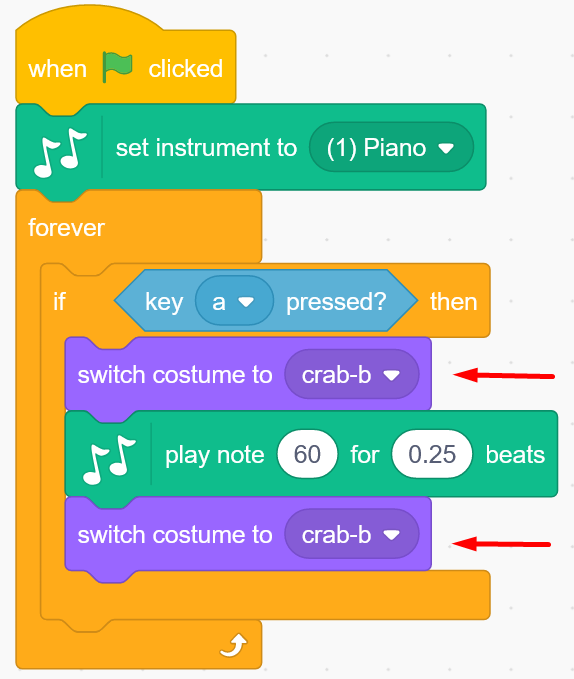 when clicked
set instrument to (1) Piano
forever
if key a pressed? then
switch costume to crab-b
play note 60 for 0.25 beats
switch costume to crab-b